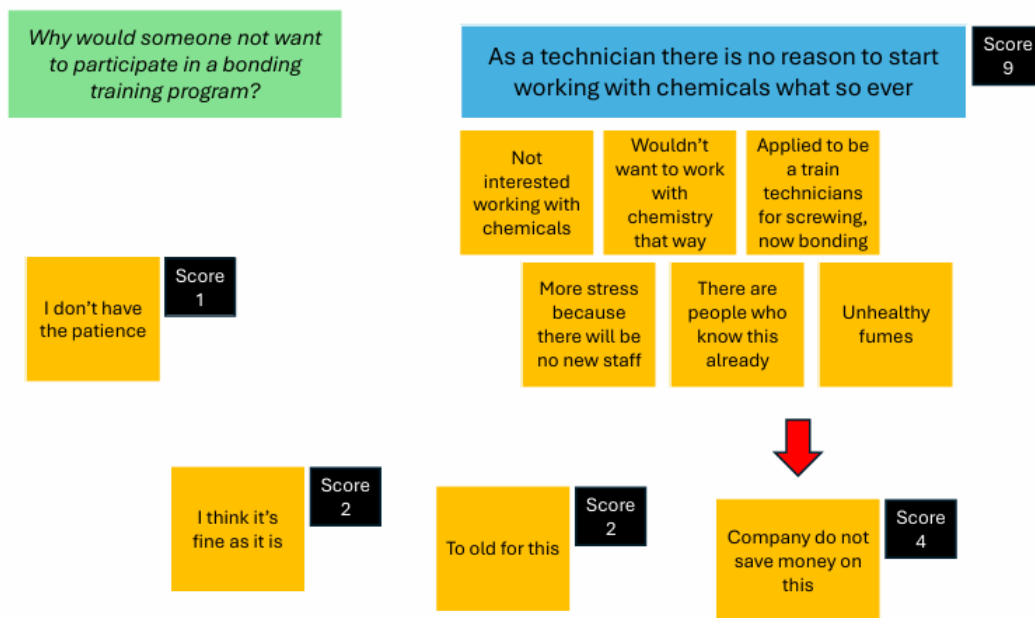 Why would someone not want
to participate in a bonding
training program?
As a technician there is no reason to start
working with chemicals what so ever
Score
9
Not
interested
working with
chemicals
Wouldn't
want to work
with
chemistry
that way
Applied to be
a train
technicians
for screwing,
now bonding
I don't have
the patience
Score
1
More stress
because
there will be
no new staff
There are
people who
know this
already
Unhealthy
fumes
I think it's
fine as it is
Score
2
To old for this
Score
2
Company do not
save money on
this
Score
4